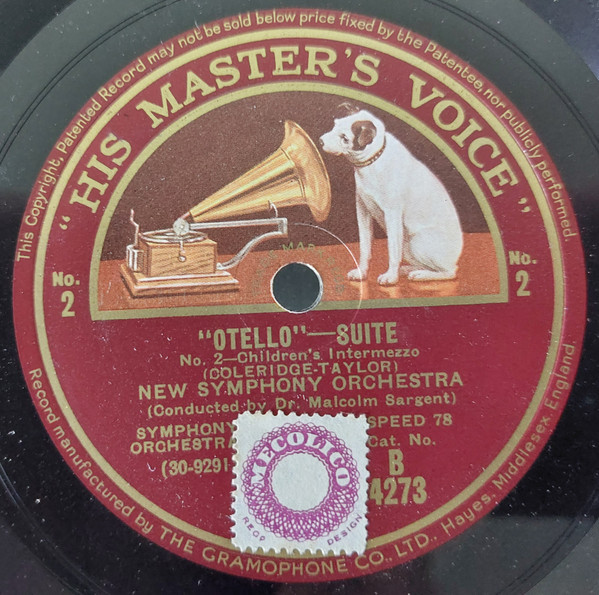 This Copyright, Patented Record may not be sold below price fixed by the Patentee, nor publicly performed.
"HIS MASTER'S VOICE"
No.
2
No.
2
"OTELLO"—SUITE
No. 2—Children's Intermezzo
(COLERIDGE-TAYLOR)
NEW SYMPHONY ORCHESTRA
(Conducted by Dr. Malcolm Sargent)
SYMPHONY SPEED 78
ORCHESTRA Cat. No.
(30-9291 B
4273
MECOLICO
REGD DESIGN
Record manufactured by THE GRAMOPHONE CO., LTD., Hayes, Middlesex, England,